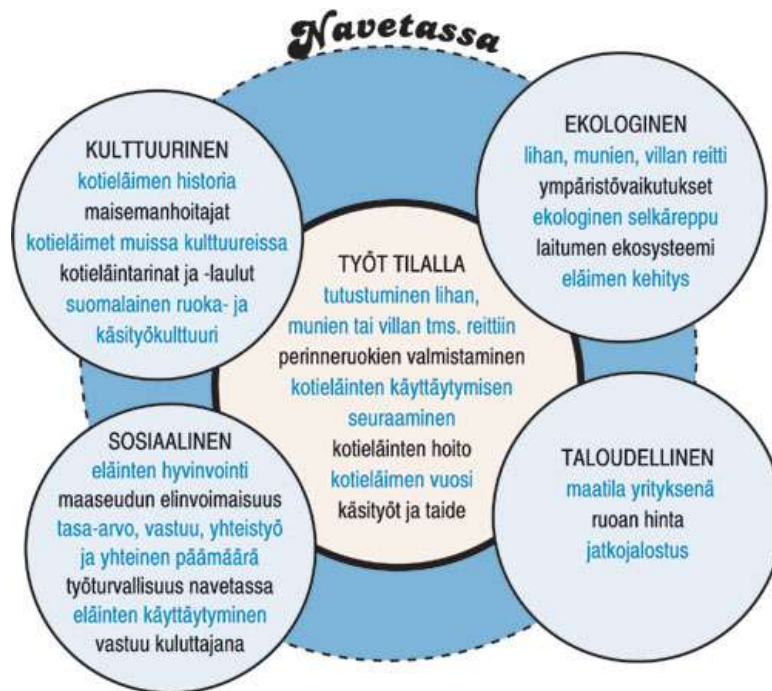 Navetassa
KULTTUURINEN
kotieläimen historia
maisemanhoitajat
kotieläimet muissa kulttuureissa
kotieläintarinat ja -laulut
suomalainen ruoka- ja
käsityökulttuuri
EKOLOGINEN
lihan, munien, villan reitti
ympäristövaikutukset
ekologinen selkäreppu
laitumen ekosysteemi
eläimen kehitys
TYÖT TILALLA
tutustuminen lihan,
munien tai villan tms. reittiin
perinneruokien valmistaminen
kotieläinten käyttäytymisen
seuraaminen
kotieläinten hoito
kotieläimen vuosi
käsityöt ja taide
SOSIAALINEN
eläinten hyvinvointi
maaseudun elinvoimaisuus
tasa-arvo, vastuu, yhteistyö
ja yhteinen päämäärä
työturvallisuus navetassa
eläinten käyttäytyminen
vastuu kuluttajana
TALOUDELLINEN
maatila yrityksenä
ruoan hinta
jatkojalostus